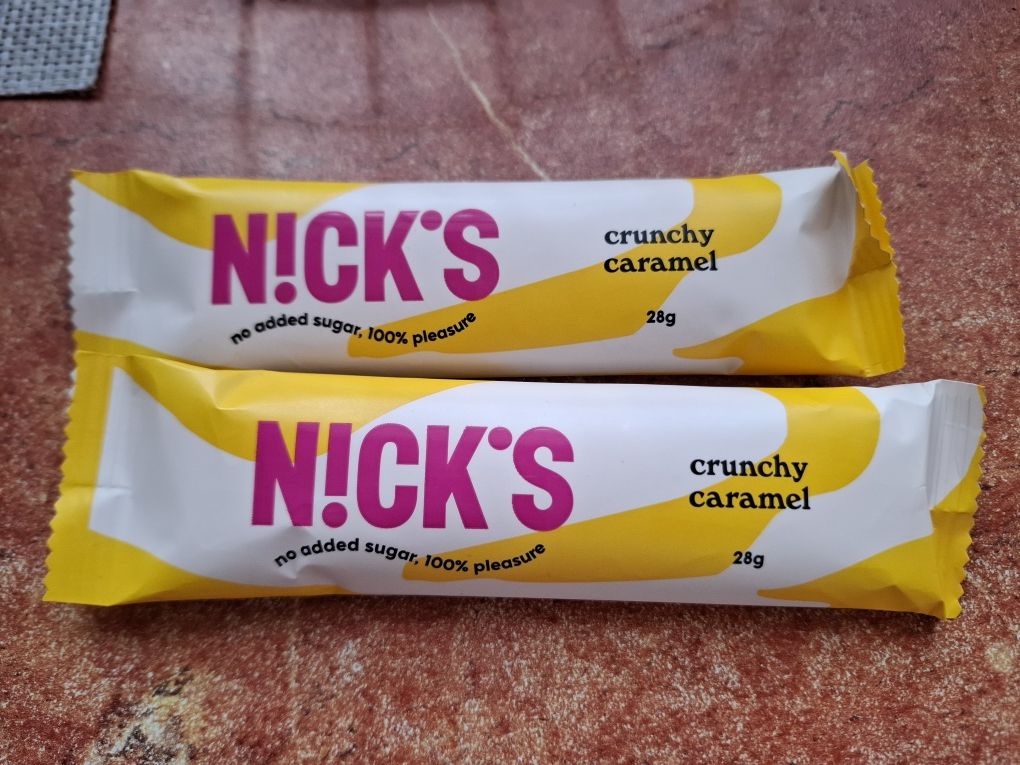 N!CK'S
no added sugar, 100% pleasure
crunchy
caramel
28g
N!CK'S
no added sugar, 100% pleasure
crunchy
caramel
28g